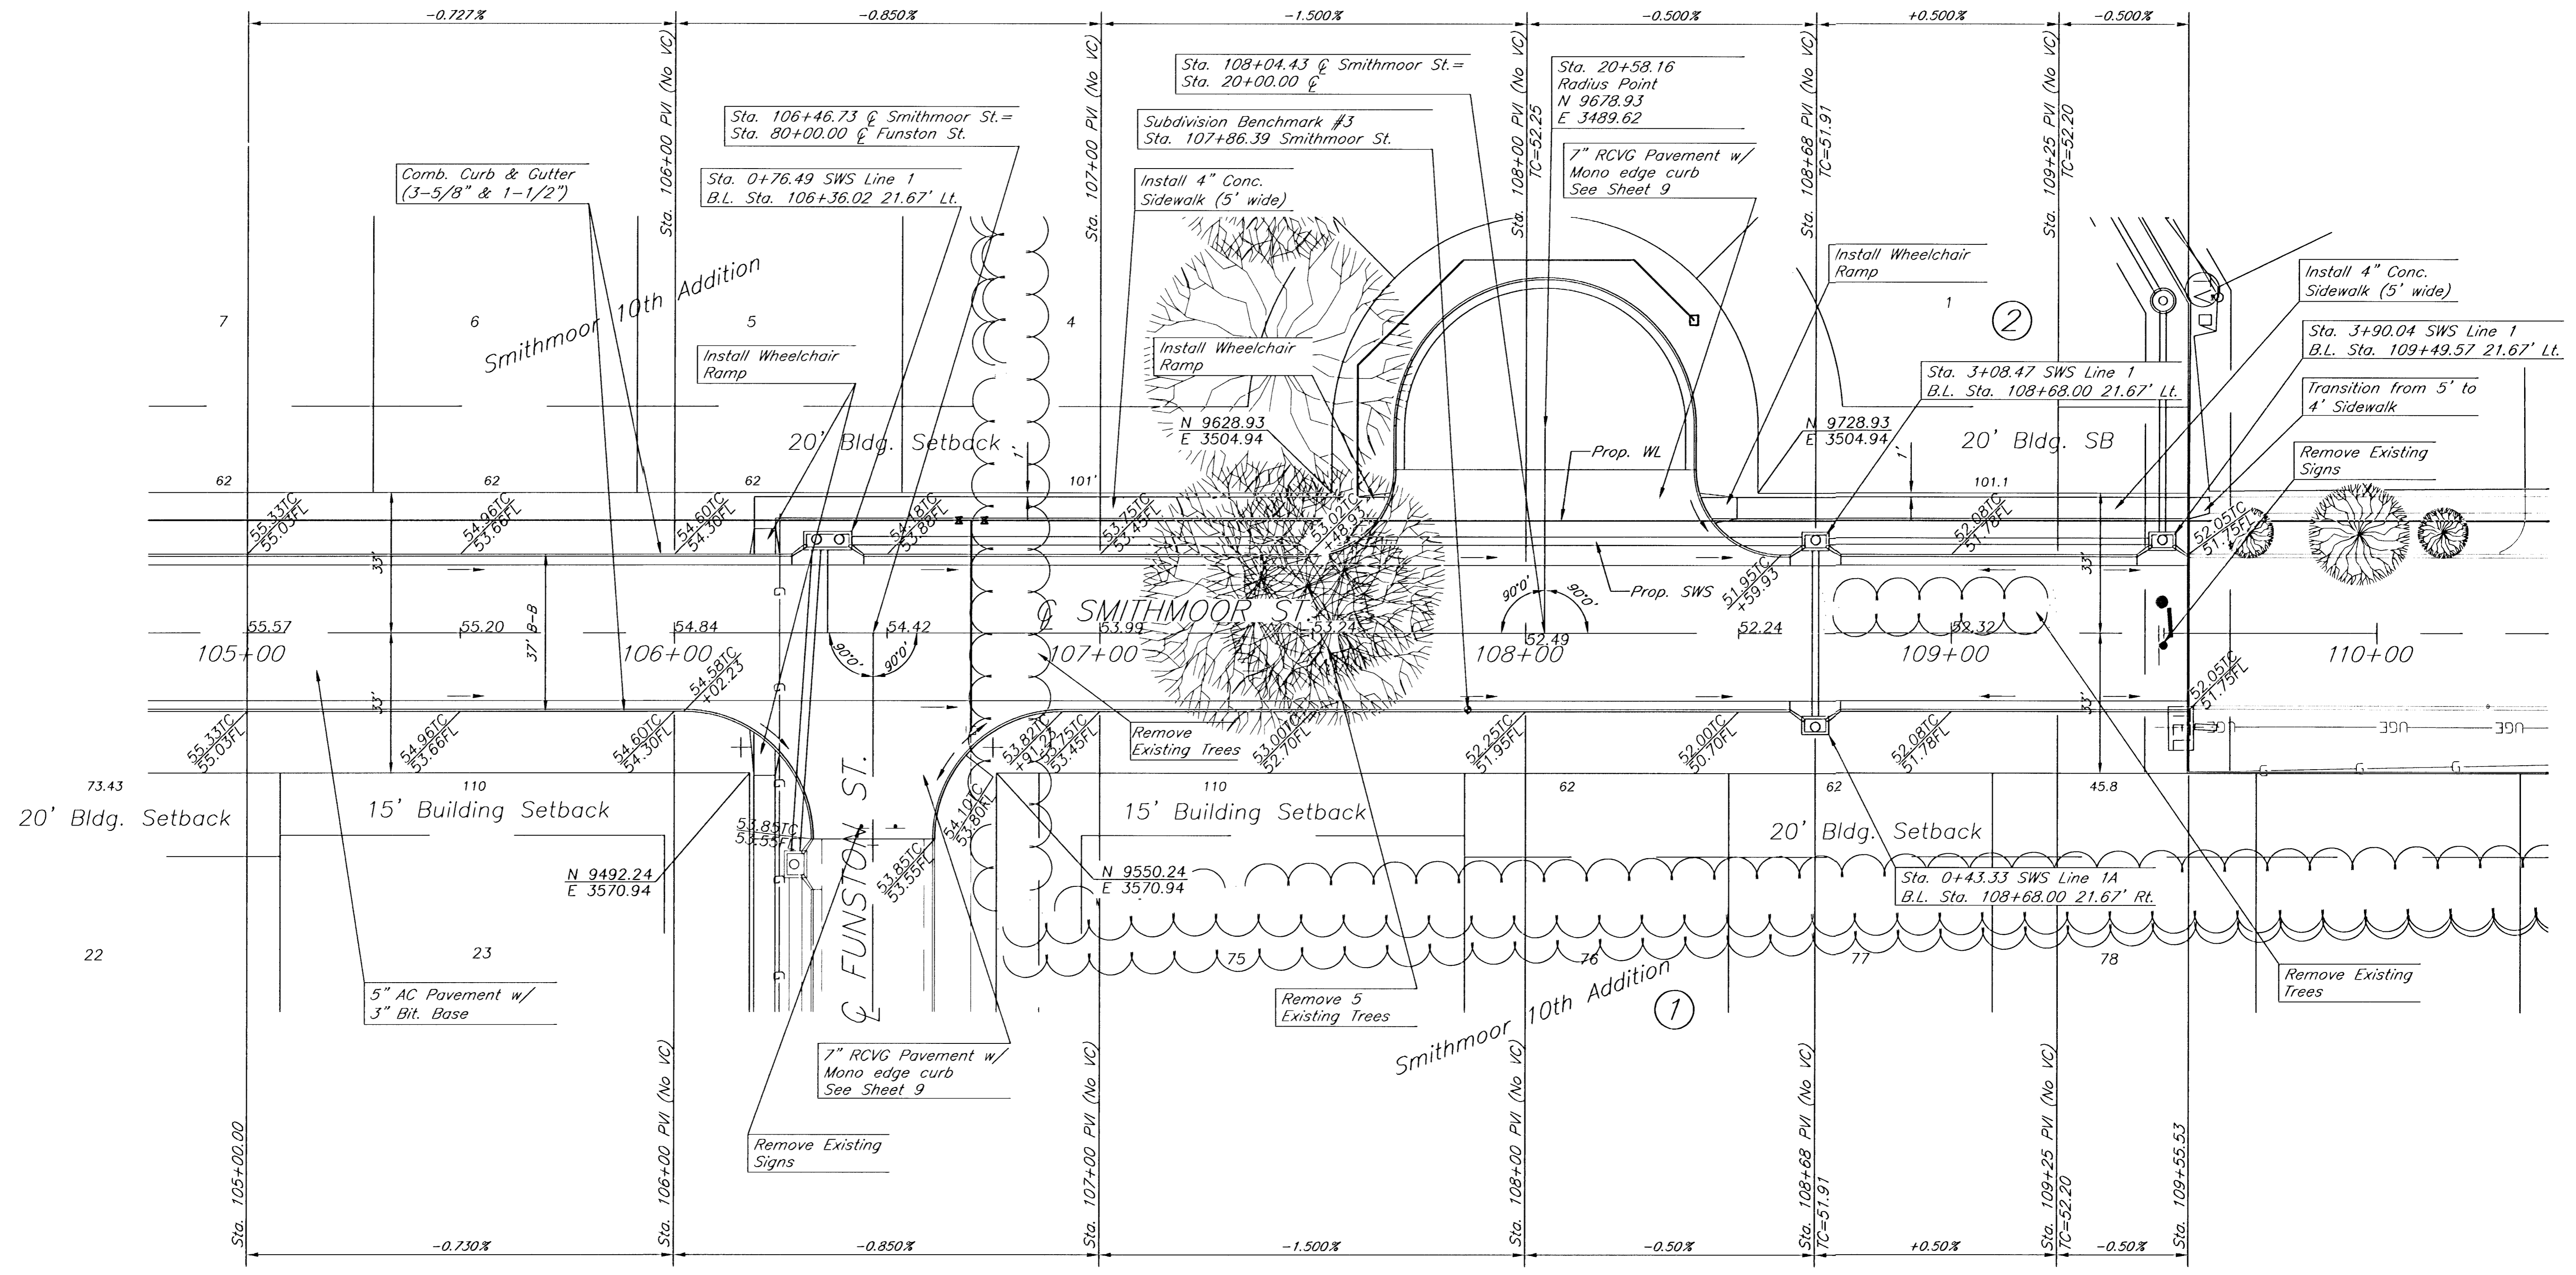 -0.727%
-0.850%
-1.500%
-0.500%
+0.500%
-0.500%
Sta. 106+00 PVI (No VC)
Sta. 107+00 PVI (No VC)
Sta. 108+00 PVI (No VC)
TC=52.25
Sta. 108+68 PVI (No VC)
TC=51.91
Sta. 109+25 PVI (No VC)
TC=52.20
Sta. 108+04.43 ℄ Smithmoor St.=
Sta. 20+00.00 ℄
Sta. 20+58.16
Radius Point
N 9678.93
E 3489.62
Sta. 106+46.73 ℄ Smithmoor St.=
Sta. 80+00.00 ℄ Funston St.
Subdivision Benchmark #3
Sta. 107+86.39 Smithmoor St.
Comb. Curb & Gutter
(3-5/8" & 1-1/2")
Sta. 0+76.49 SWS Line 1
B.L. Sta. 106+36.02 21.67' Lt.
Install 4" Conc.
Sidewalk (5' wide)
7" RCVG Pavement w/
Mono edge curb
See Sheet 9
Install Wheelchair
Ramp
Install 4" Conc.
Sidewalk (5' wide)
Smithmoor 10th Addition
7
6
5
4
1
2
Sta. 3+90.04 SWS Line 1
B.L. Sta. 109+49.57 21.67' Lt.
Install Wheelchair
Ramp
Install Wheelchair
Ramp
Sta. 3+08.47 SWS Line 1
B.L. Sta. 108+68.00 21.67' Lt.
Transition from 5' to
4' Sidewalk
N 9628.93
E 3504.94
N 9728.93
E 3504.94
20' Bldg. Setback
20' Bldg. SB
Prop. WL
Remove Existing
Signs
62
62
62
101'
101.1
1'
1'
55.33TC
55.03FL
54.96TC
53.66FL
54.60TC
54.30FL
54.18TC
53.88FL
53.75TC
53.45FL
53.02TC
+48.93
51.95TC
+59.93
52.08TC
51.78FL
52.05TC
51.75FL
33'
33'
37' B-B
G
Prop. SWS
90°0'
90°0'
℄ SMITHMOOR ST.
55.57
55.20
54.84
54.42
53.99
53.24
52.49
52.24
52.32
105+00
106+00
107+00
108+00
109+00
110+00
90°0'
90°0'
54.58TC
+02.23
33'
33'
G
55.33TC
55.03FL
54.96TC
53.66FL
54.60TC
54.30FL
53.82TC
+91.23
53.75TC
53.45FL
53.00TC
52.70FL
52.25TC
51.95FL
52.00TC
50.70FL
52.08TC
51.78FL
52.05TC
51.75FL
Remove
Existing Trees
UGE
UGE
UGE
G
G
G
73.43
110
110
62
62
45.8
20' Bldg. Setback
15' Building Setback
15' Building Setback
20' Bldg. Setback
G
53.85TC
53.55FL
54.10TC
53.80FL
53.85TC
53.55FL
℄ FUNSTON ST.
N 9492.24
E 3570.94
N 9550.24
E 3570.94
G
Sta. 0+43.33 SWS Line 1A
B.L. Sta. 108+68.00 21.67' Rt.
22
23
75
76
77
78
G
5" AC Pavement w/
3" Bit. Base
Remove 5
Existing Trees
Smithmoor 10th Addition
1
Remove Existing
Trees
7" RCVG Pavement w/
Mono edge curb
See Sheet 9
Remove Existing
Signs
Sta. 105+00.00
Sta. 106+00 PVI (No VC)
Sta. 107+00 PVI (No VC)
Sta. 108+00 PVI (No VC)
Sta. 108+68 PVI (No VC)
TC=51.91
Sta. 109+25 PVI (No VC)
TC=52.20
Sta. 109+55.53
-0.730%
-0.850%
-1.500%
-0.50%
+0.50%
-0.50%